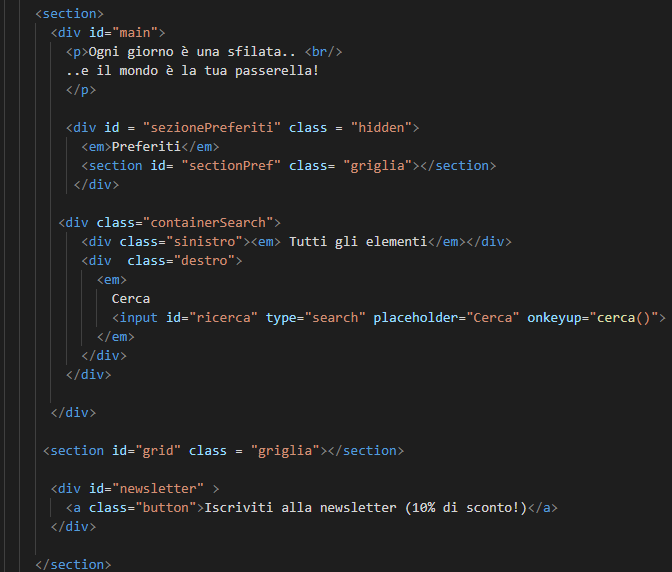 <section>
<div id="main">
<p>Ogni giorno è una sfilata.. <br/>
..e il mondo è la tua passerella!
</p>
<div id = "sezionePreferiti" class = "hidden">
<em>Preferiti</em>
<section id= "sectionPref" class= "griglia"></section>
</div>
<div class="containerSearch">
<div class="sinistro"><em> Tutti gli elementi</em></div>
<div  class="destro">
<em>
Cerca
<input id="ricerca" type="search" placeholder="Cerca" onkeyup="cerca()">
</em>
</div>
</div>
</div>
<section id="grid" class = "griglia"></section>
<div id="newsletter" >
<a class="button">Iscriviti alla newsletter (10% di sconto!)</a>
</div>
</section>